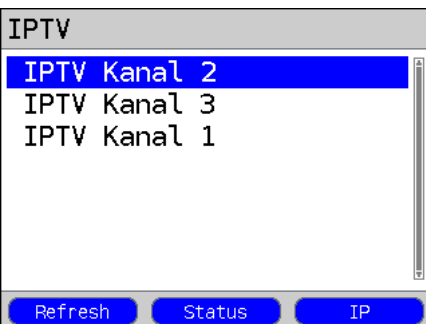 IPTV
IPTV Kanal 2
IPTV Kanal 3
IPTV Kanal 1
Refresh Status IP